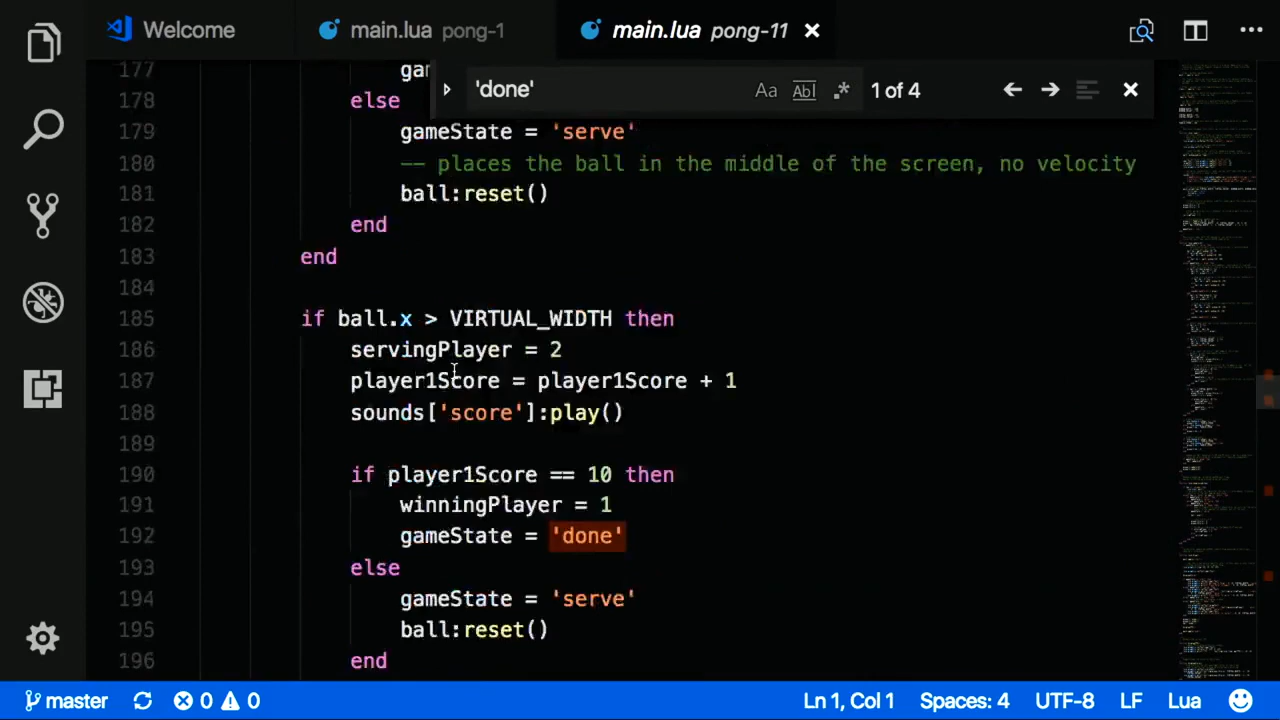 Welcome
main.lua pong-1
main.lua pong-11
'done'
Aa Abl .* 1 of 4
177
178 else
179 gameState = 'serve'
180 -- places the ball in the middle of the screen, no velocity
181 ball:reset()
182 end
183 end
184
185 if ball.x > VIRTUAL_WIDTH then
186 servingPlayer = 2
187 player1Score = player1Score + 1
188 sounds['score']:play()
189
190 if player1Score == 10 then
191 winningPlayer = 1
192 gameState = 'done'
193 else
194 gameState = 'serve'
195 ball:reset()
196 end
master 0 0 Ln 1, Col 1 Spaces: 4 UTF-8 LF Lua